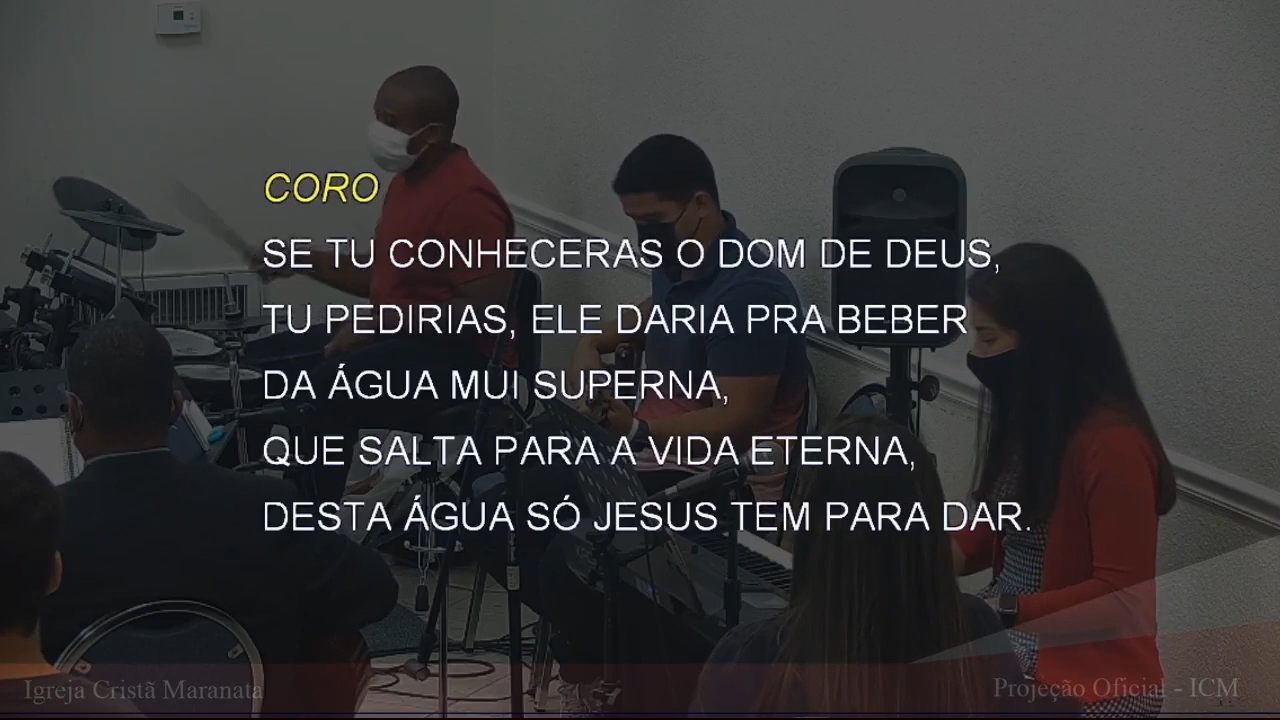 CORO
SE TU CONHECERAS O DOM DE DEUS,
TU PEDIRIAS, ELE DARIA PRA BEBER
DA ÁGUA MUI SUPERNA,
QUE SALTA PARA A VIDA ETERNA,
DESTA ÁGUA SÓ JESUS TEM PARA DAR.
Igreja Cristã Maranata
Projeção Oficial - ICM